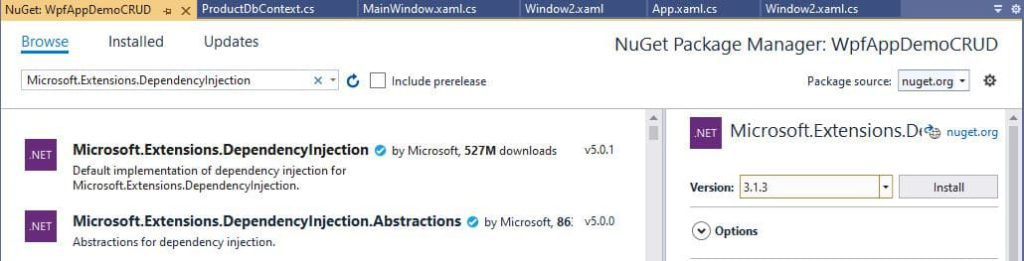 NuGet: WpfAppDemoCRUD ProductDbContext.cs MainWindow.xaml.cs Window2.xaml App.xaml.cs Window2.xaml.cs
Browse Installed Updates
NuGet Package Manager: WpfAppDemoCRUD
Microsoft.Extensions.DependencyInjection
Include prerelease
Package source: nuget.org
.NET
Microsoft.Extensions.DependencyInjection by Microsoft, 527M downloads v5.0.1
Default implementation of dependency injection for
Microsoft.Extensions.DependencyInjection.
.NET
Microsoft.Extensions.DependencyInjection.Abstractions by Microsoft, 86 v5.0.0
Abstractions for dependency injection.
.NET
Microsoft.Extensions.De nuget.org
Version: 3.1.3 Install
Options